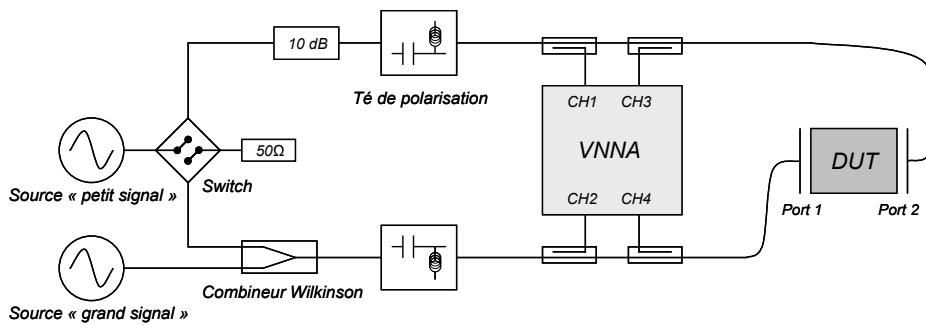 10 dB
Té de polarisation
CH1
CH3
VNNA
CH2
CH4
50Ω
Switch
Source « petit signal »
DUT
Port 1
Port 2
Combineur Wilkinson
Source « grand signal »